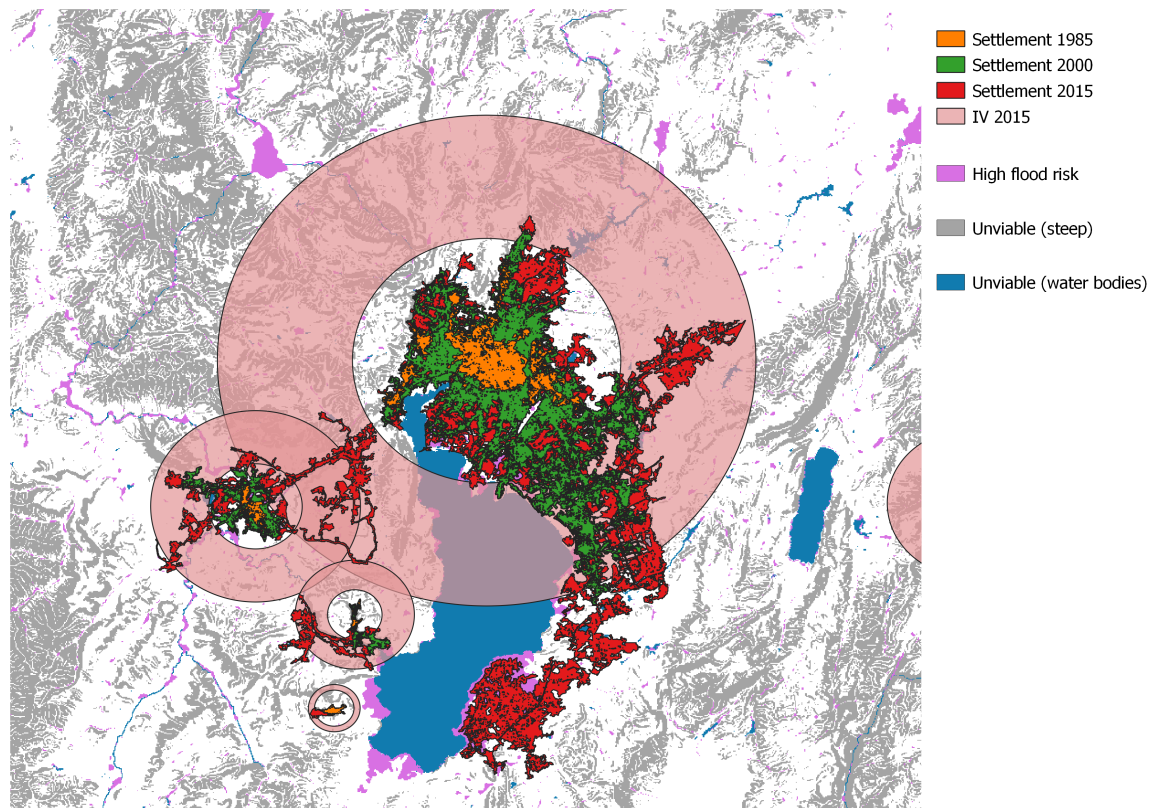 Settlement 1985
Settlement 2000
Settlement 2015
IV 2015
High flood risk
Unviable (steep)
Unviable (water bodies)